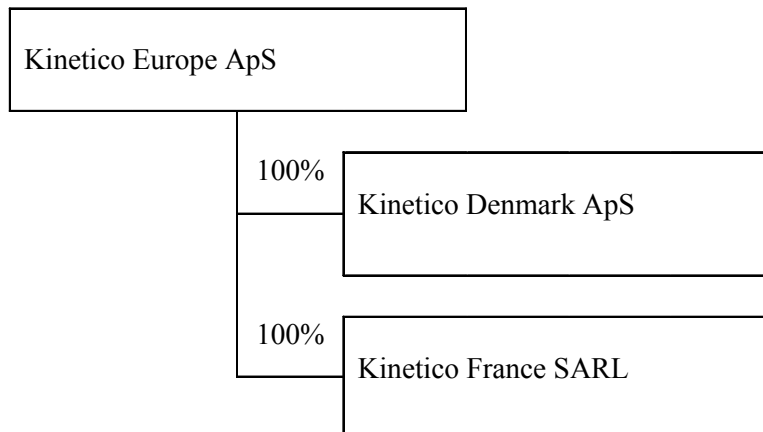 Kinetico Europe ApS
100%
Kinetico Denmark ApS
100%
Kinetico France SARL